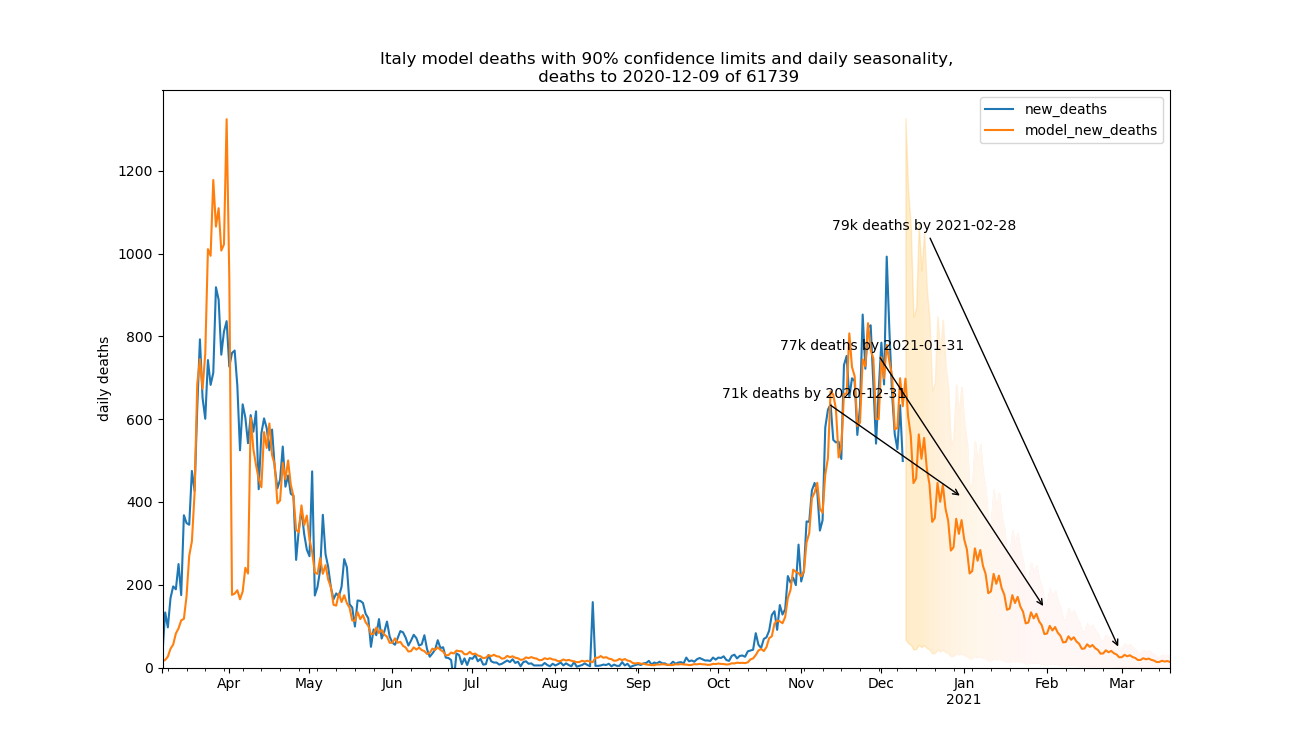 Italy model deaths with 90% confidence limits and daily seasonality,
deaths to 2020-12-09 of 61739
new_deaths
model_new_deaths
1200
1000
800
600
400
200
0
daily deaths
79k deaths by 2021-02-28
77k deaths by 2021-01-31
71k deaths by 2020-12-31
Apr May Jun Jul Aug Sep Oct Nov Dec Jan Feb Mar
2021